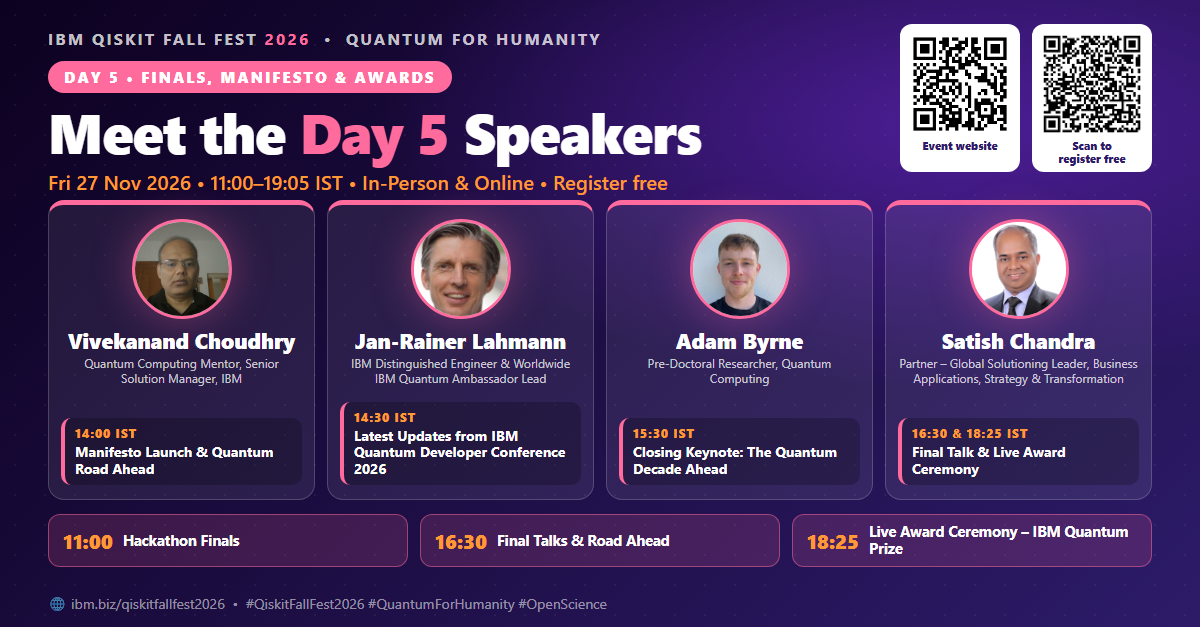 IBM QISKIT FALL FEST 2026 • QUANTUM FOR HUMANITY
DAY 5 • FINALS, MANIFESTO & AWARDS
Meet the Day 5 Speakers
Fri 27 Nov 2026 • 11:00–19:05 IST • In-Person & Online • Register free
Event website
Scan to
register free
Vivekanand Choudhry
Quantum Computing Mentor, Senior
Solution Manager, IBM
14:00 IST
Manifesto Launch & Quantum
Road Ahead
Jan-Rainer Lahmann
IBM Distinguished Engineer & Worldwide
IBM Quantum Ambassador Lead
14:30 IST
Latest Updates from IBM
Quantum Developer Conference
2026
Adam Byrne
Pre-Doctoral Researcher, Quantum
Computing
15:30 IST
Closing Keynote: The Quantum
Decade Ahead
Satish Chandra
Partner – Global Solutioning Leader, Business
Applications, Strategy & Transformation
16:30 & 18:25 IST
Final Talk & Live Award
Ceremony
11:00 Hackathon Finals
16:30 Final Talks & Road Ahead
18:25 Live Award Ceremony – IBM Quantum
Prize
ibm.biz/qiskitfallfest2026 • #QiskitFallFest2026 #QuantumForHumanity #OpenScience